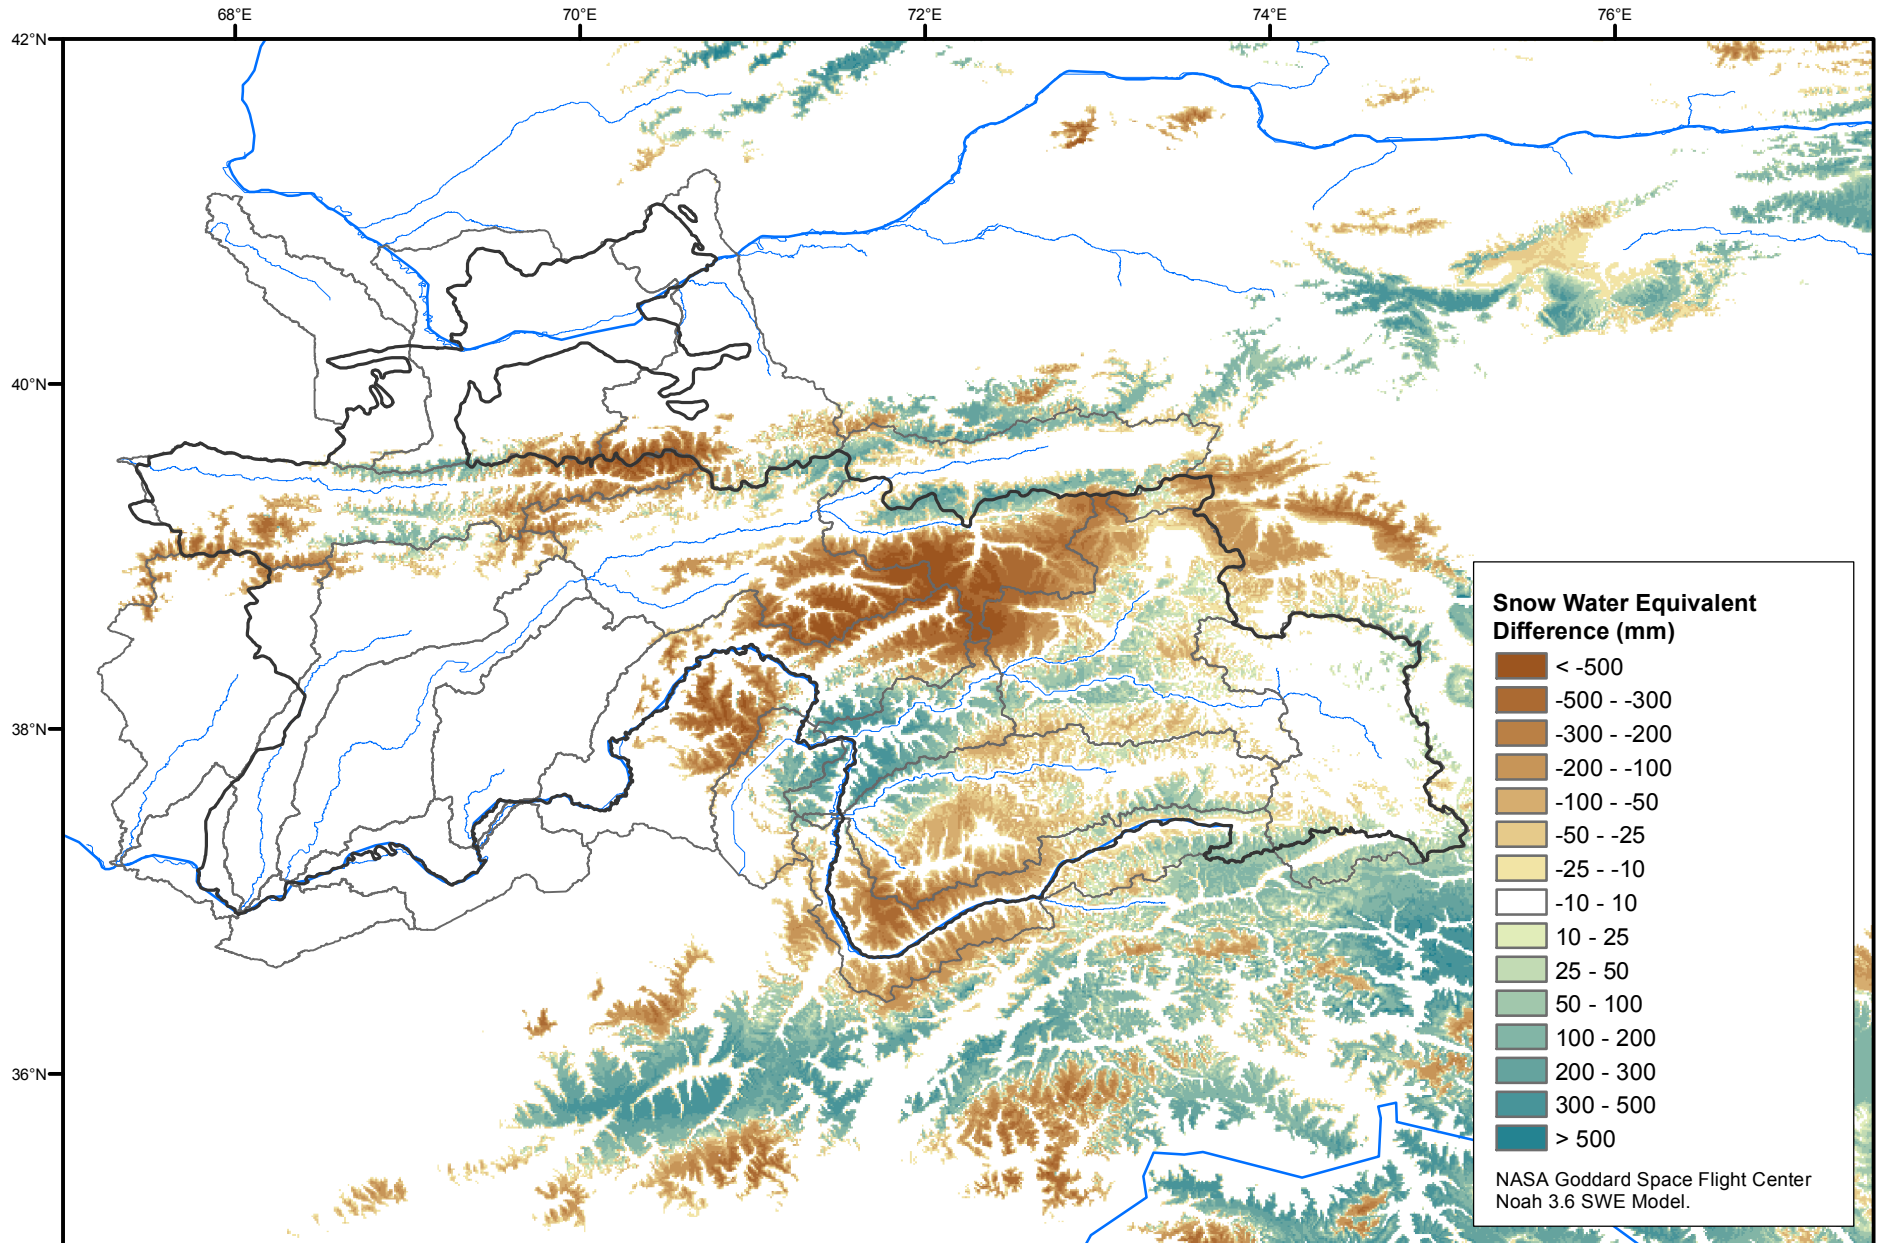 68°E 70°E 72°E 74°E 76°E
42°N
40°N
38°N
36°N
Snow Water Equivalent
Difference (mm)
< -500
-500 - -300
-300 - -200
-200 - -100
-100 - -50
-50 - -25
-25 - -10
-10 - 10
10 - 25
25 - 50
50 - 100
100 - 200
200 - 300
300 - 500
> 500
NASA Goddard Space Flight Center
Noah 3.6 SWE Model.